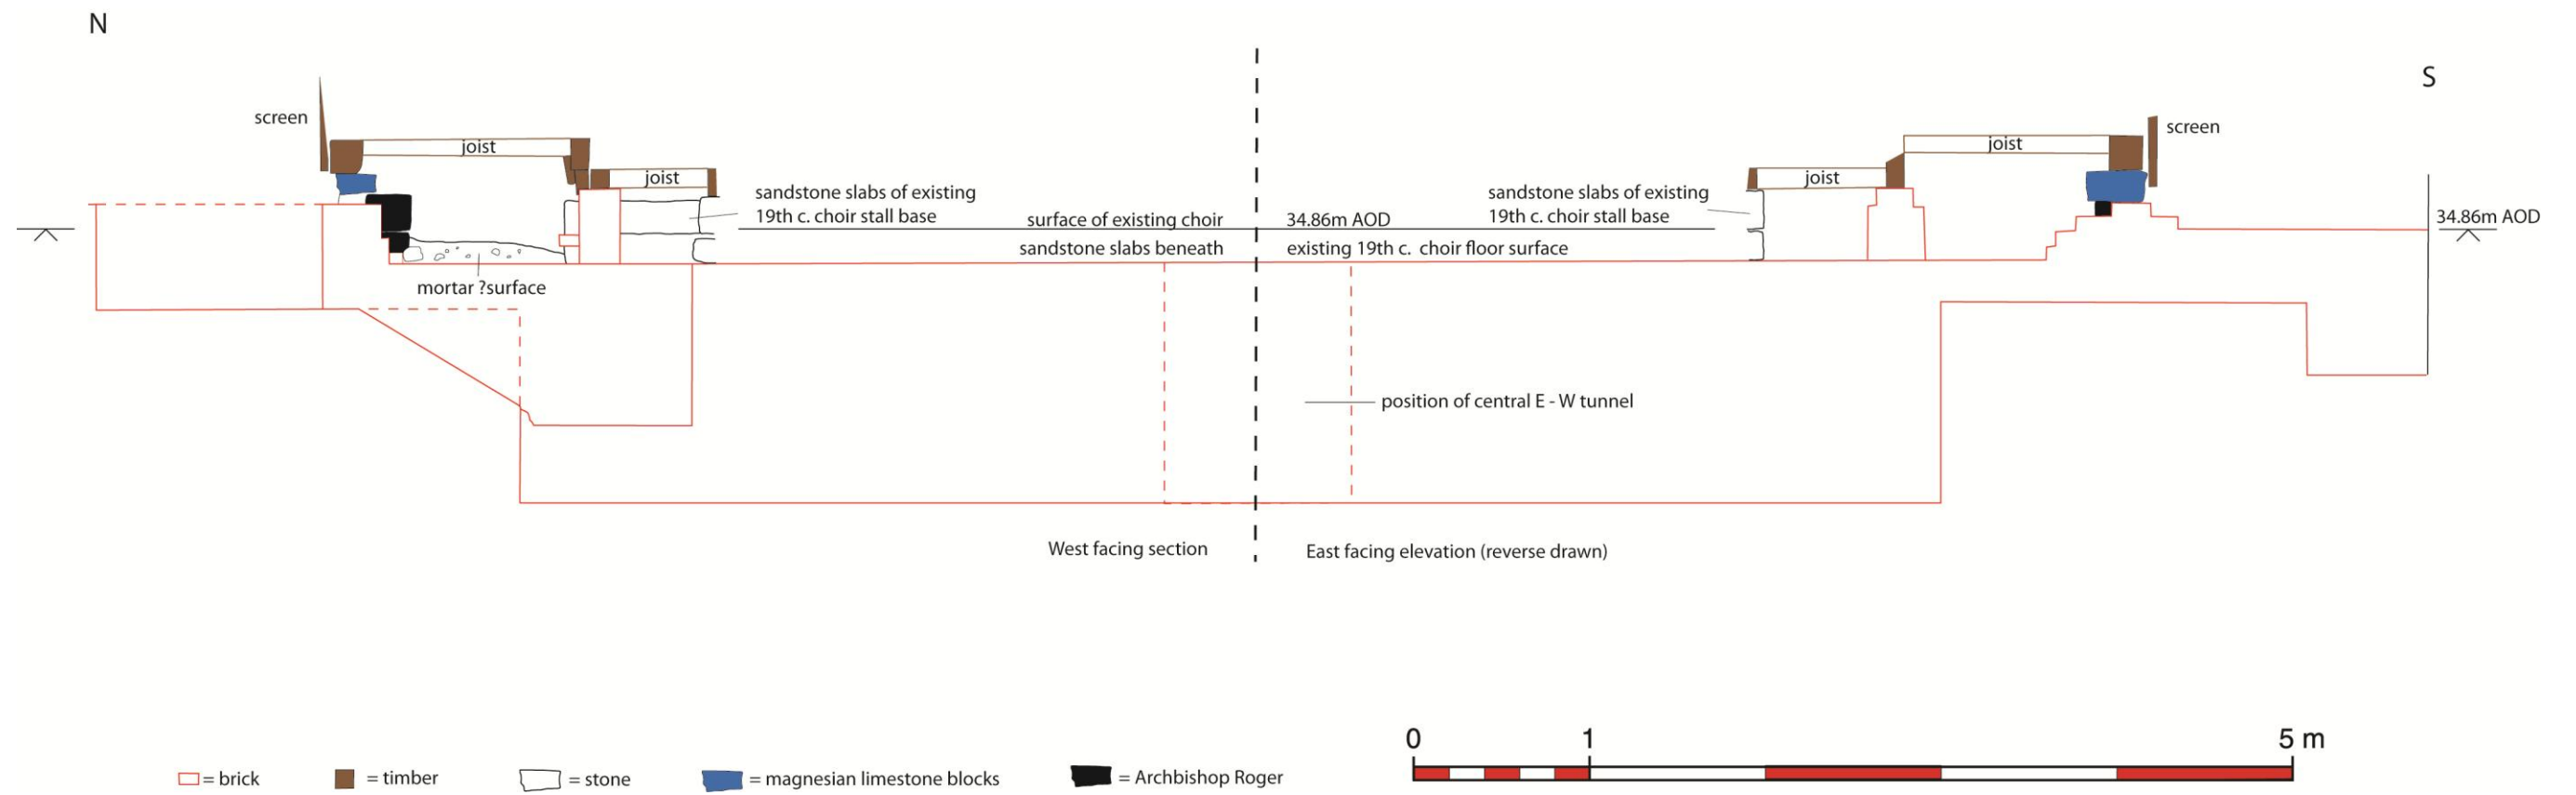 N
S
screen
screen
joist
joist
joist
joist
sandstone slabs of existing
19th c. choir stall base
surface of existing choir
34.86m AOD
sandstone slabs of existing
19th c. choir stall base
34.86m AOD
sandstone slabs beneath
existing 19th c. choir floor surface
mortar ?surface
position of central E - W tunnel
West facing section
East facing elevation (reverse drawn)
0
1
5 m
= brick
= timber
= stone
= magnesian limestone blocks
= Archbishop Roger